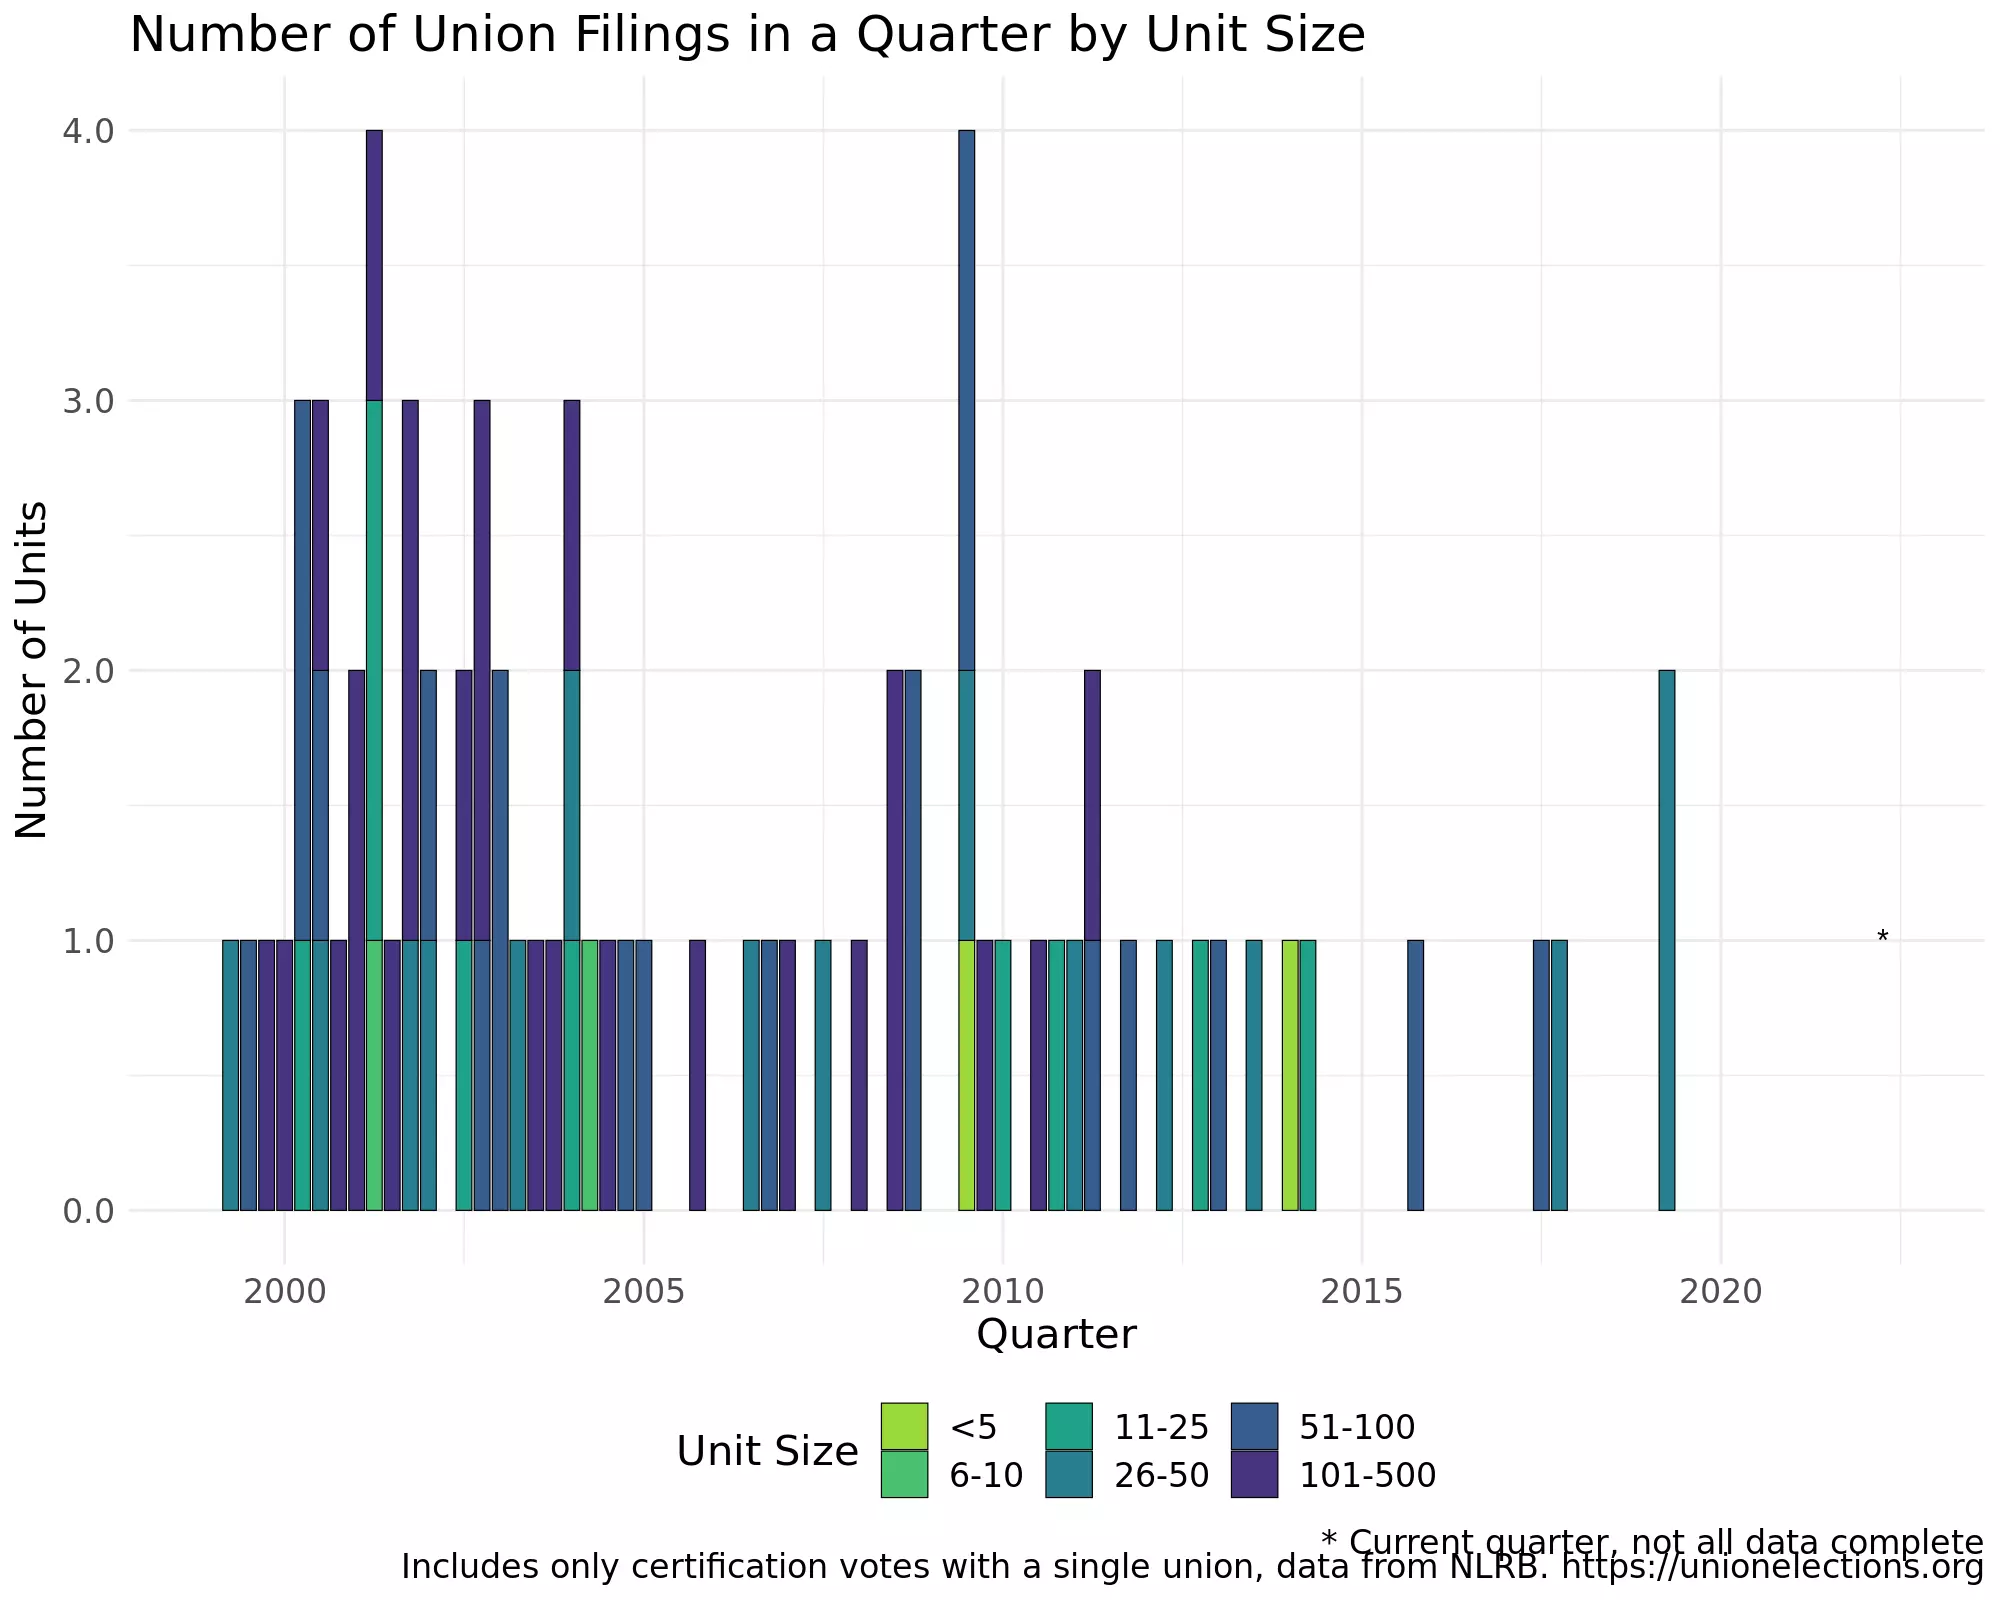 Number of Union Filings in a Quarter by Unit Size
Number of Units
4.0
3.0
2.0
1.0
0.0
*
2000 2005 2010 2015 2020
Quarter
Unit Size
<5 11-25 51-100
6-10 26-50 101-500
* Current quarter, not all data complete
Includes only certification votes with a single union, data from NLRB. https://unionelections.org